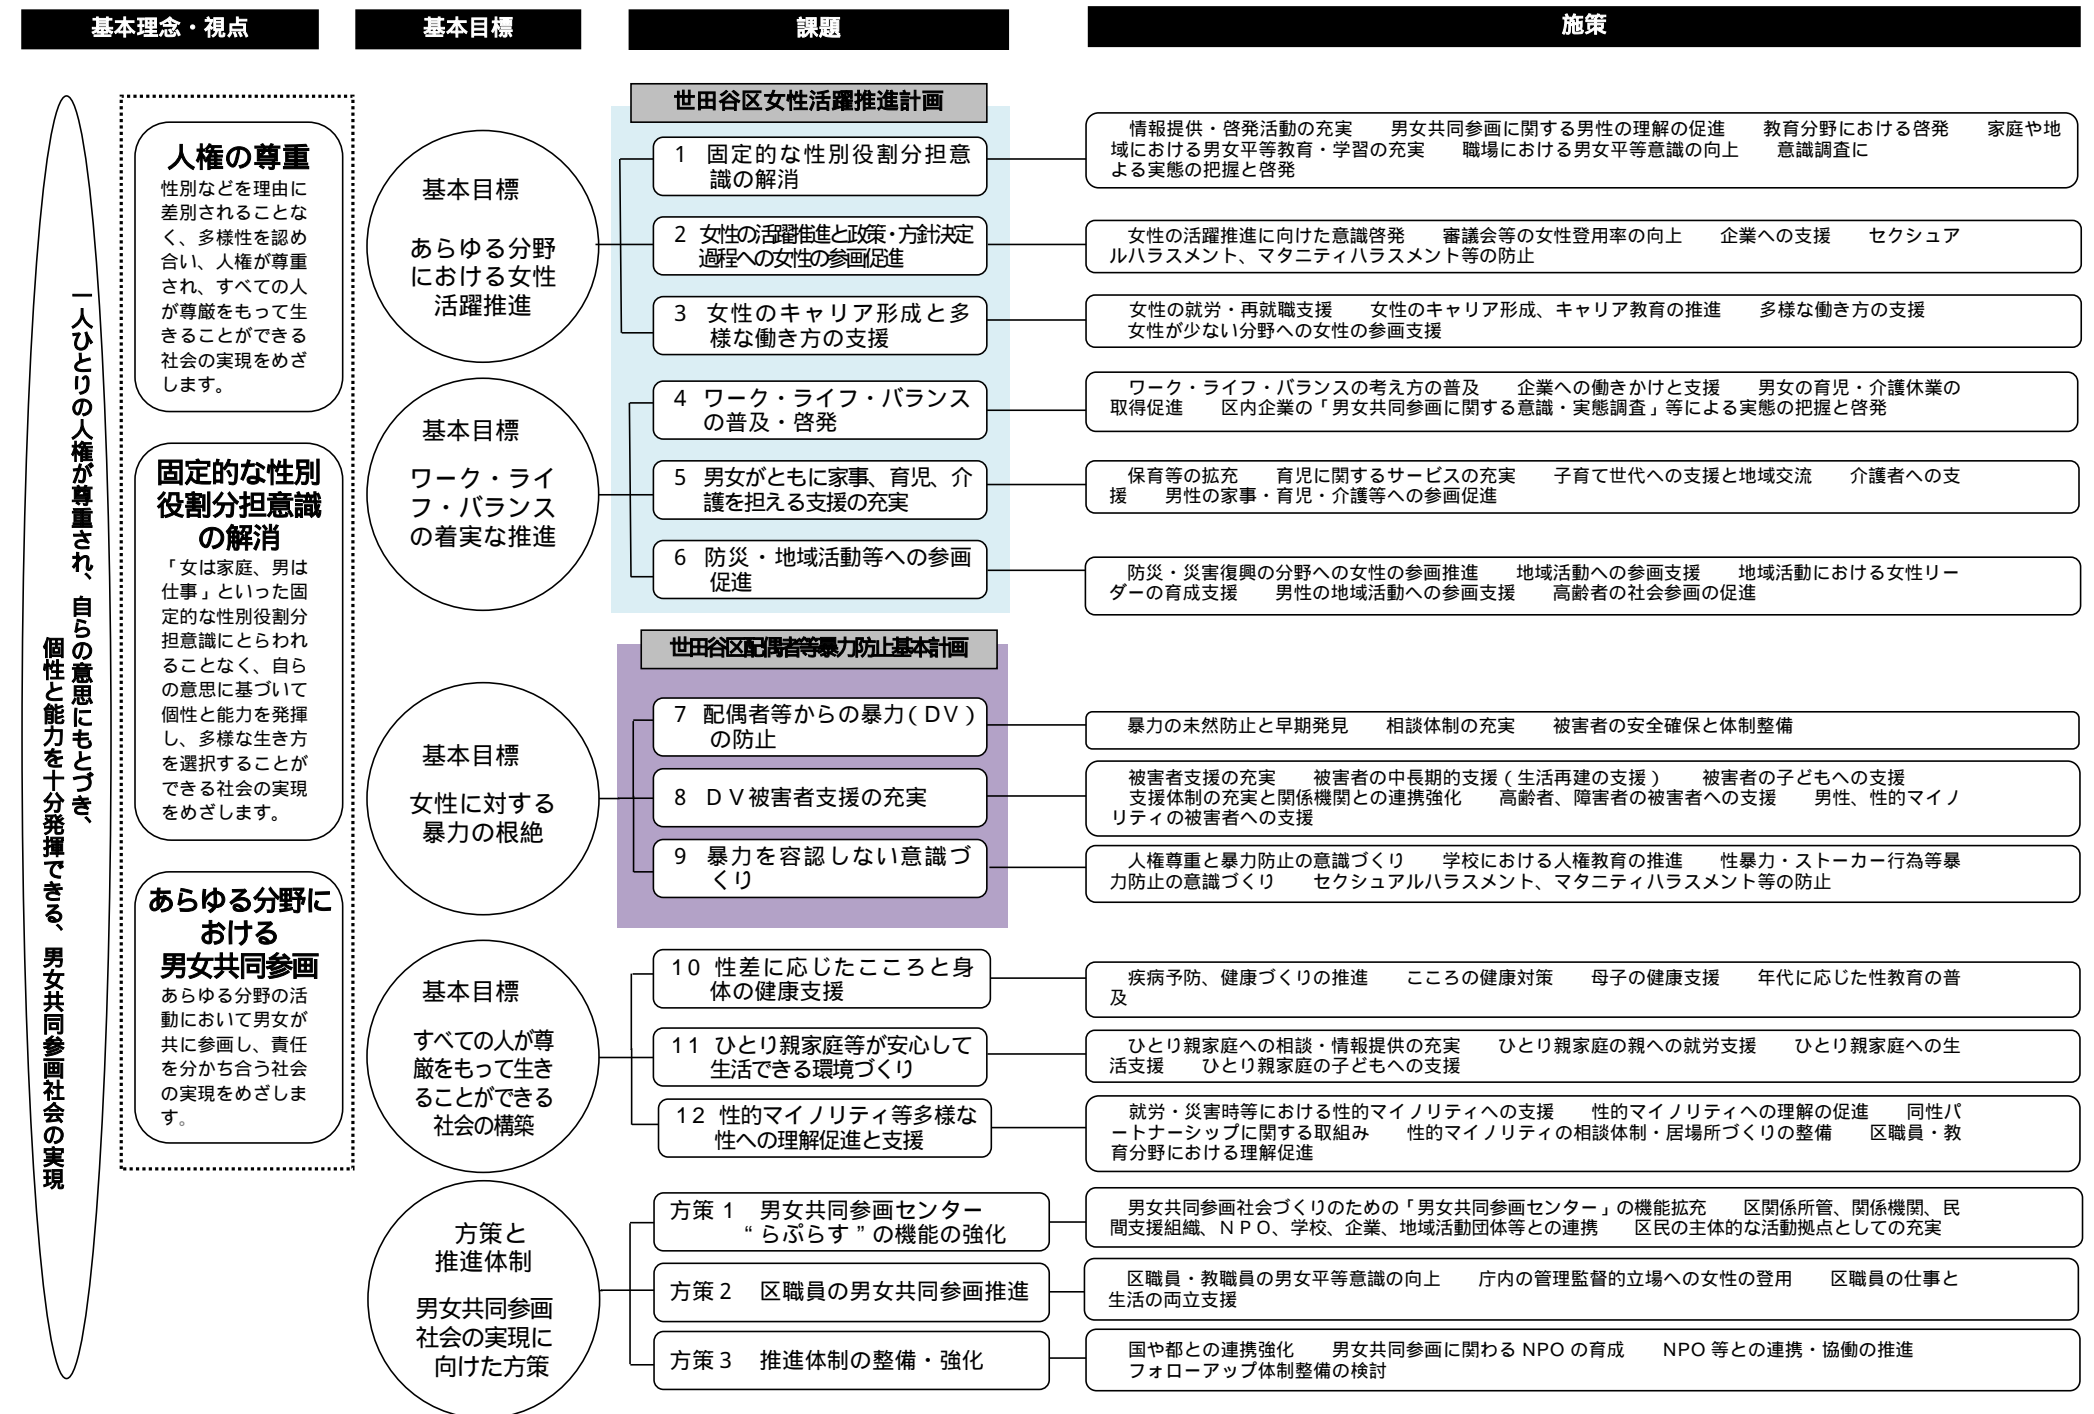 基本理念・視点
基本目標
課題
施策
一人ひとりの人権が尊重され、自らの意思にもとづき、
個性と能力を十分発揮できる、男女共同参画社会の実現
人権の尊重
性別などを理由に
差別されることな
く、多様性を認め
合い、人権が尊重
され、すべての人
が尊厳をもって生
きることができる
社会の実現をめざ
します。
固定的な性別
役割分担意識
の解消
「女は家庭、男は
仕事」といった固
定的な性別役割分
担意識にとらわれ
ることなく、自ら
の意思に基づいて
個性と能力を発揮
し、多様な生き方
を選択することが
できる社会の実現
をめざします。
あらゆる分野に
おける
男女共同参画
あらゆる分野の活
動において男女が
共に参画し、責任
を分かち合う社会
の実現をめざしま
す。
基本目標
あらゆる分野
における女性
活躍推進
世田谷区女性活躍推進計画
1 固定的な性別役割分担意
識の解消
情報提供・啓発活動の充実 男女共同参画に関する男性の理解の促進 教育分野における啓発 家庭や地
域における男女平等教育・学習の充実 職場における男女平等意識の向上 意識調査に
よる実態の把握と啓発
2 女性の活躍推進と政策・方針決定
過程への女性の参画促進
女性の活躍推進に向けた意識啓発 審議会等の女性登用率の向上 企業への支援 セクシュア
ルハラスメント、マタニティハラスメント等の防止
3 女性のキャリア形成と多
様な働き方の支援
女性の就労・再就職支援 女性のキャリア形成、キャリア教育の推進 多様な働き方の支援
女性が少ない分野への女性の参画支援
基本目標
ワーク・ライ
フ・バランス
の着実な推進
4 ワーク・ライフ・バランス
の普及・啓発
ワーク・ライフ・バランスの考え方の普及 企業への働きかけと支援 男女の育児・介護休業の
取得促進 区内企業の「男女共同参画に関する意識・実態調査」等による実態の把握と啓発
5 男女がともに家事、育児、介
護を担える支援の充実
保育等の拡充 育児に関するサービスの充実 子育て世代への支援と地域交流 介護者への支
援 男性の家事・育児・介護等への参画促進
6 防災・地域活動等への参画
促進
防災・災害復興の分野への女性の参画推進 地域活動への参画支援 地域活動における女性リー
ダーの育成支援 男性の地域活動への参画支援 高齢者の社会参画の促進
世田谷区配偶者等暴力防止基本計画
基本目標
女性に対する
暴力の根絶
7 配偶者等からの暴力(DV)
の防止
暴力の未然防止と早期発見 相談体制の充実 被害者の安全確保と体制整備
8 DV被害者支援の充実
被害者支援の充実 被害者の中長期的支援(生活再建の支援) 被害者の子どもへの支援
支援体制の充実と関係機関との連携強化 高齢者、障害者の被害者への支援 男性、性的マイノ
リティの被害者への支援
9 暴力を容認しない意識づ
くり
人権尊重と暴力防止の意識づくり 学校における人権教育の推進 性暴力・ストーカー行為等暴
力防止の意識づくり セクシュアルハラスメント、マタニティハラスメント等の防止
基本目標
すべての人が尊
厳をもって生き
ることができる
社会の構築
10 性差に応じたこころと身
体の健康支援
疾病予防、健康づくりの推進 こころの健康対策 母子の健康支援 年代に応じた性教育の普
及
11 ひとり親家庭等が安心して
生活できる環境づくり
ひとり親家庭への相談・情報提供の充実 ひとり親家庭の親への就労支援 ひとり親家庭への生
活支援 ひとり親家庭の子どもへの支援
12 性的マイノリティ等多様な
性への理解促進と支援
就労・災害時等における性的マイノリティへの支援 性的マイノリティへの理解の促進 同性パ
ートナーシップに関する取組み 性的マイノリティの相談体制・居場所づくりの整備 区職員・教
育分野における理解促進
方策と
推進体制
男女共同参画
社会の実現に
向けた方策
方策1 男女共同参画センター
“らぷらす”の機能の強化
男女共同参画社会づくりのための「男女共同参画センター」の機能拡充 区関係所管、関係機関、民
間支援組織、NPO、学校、企業、地域活動団体等との連携 区民の主体的な活動拠点としての充実
方策2 区職員の男女共同参画推進
区職員・教職員の男女平等意識の向上 庁内の管理監督的立場への女性の登用 区職員の仕事と
生活の両立支援
方策3 推進体制の整備・強化
国や都との連携強化 男女共同参画に関わる NPO の育成 NPO 等との連携・協働の推進
フォローアップ体制整備の検討